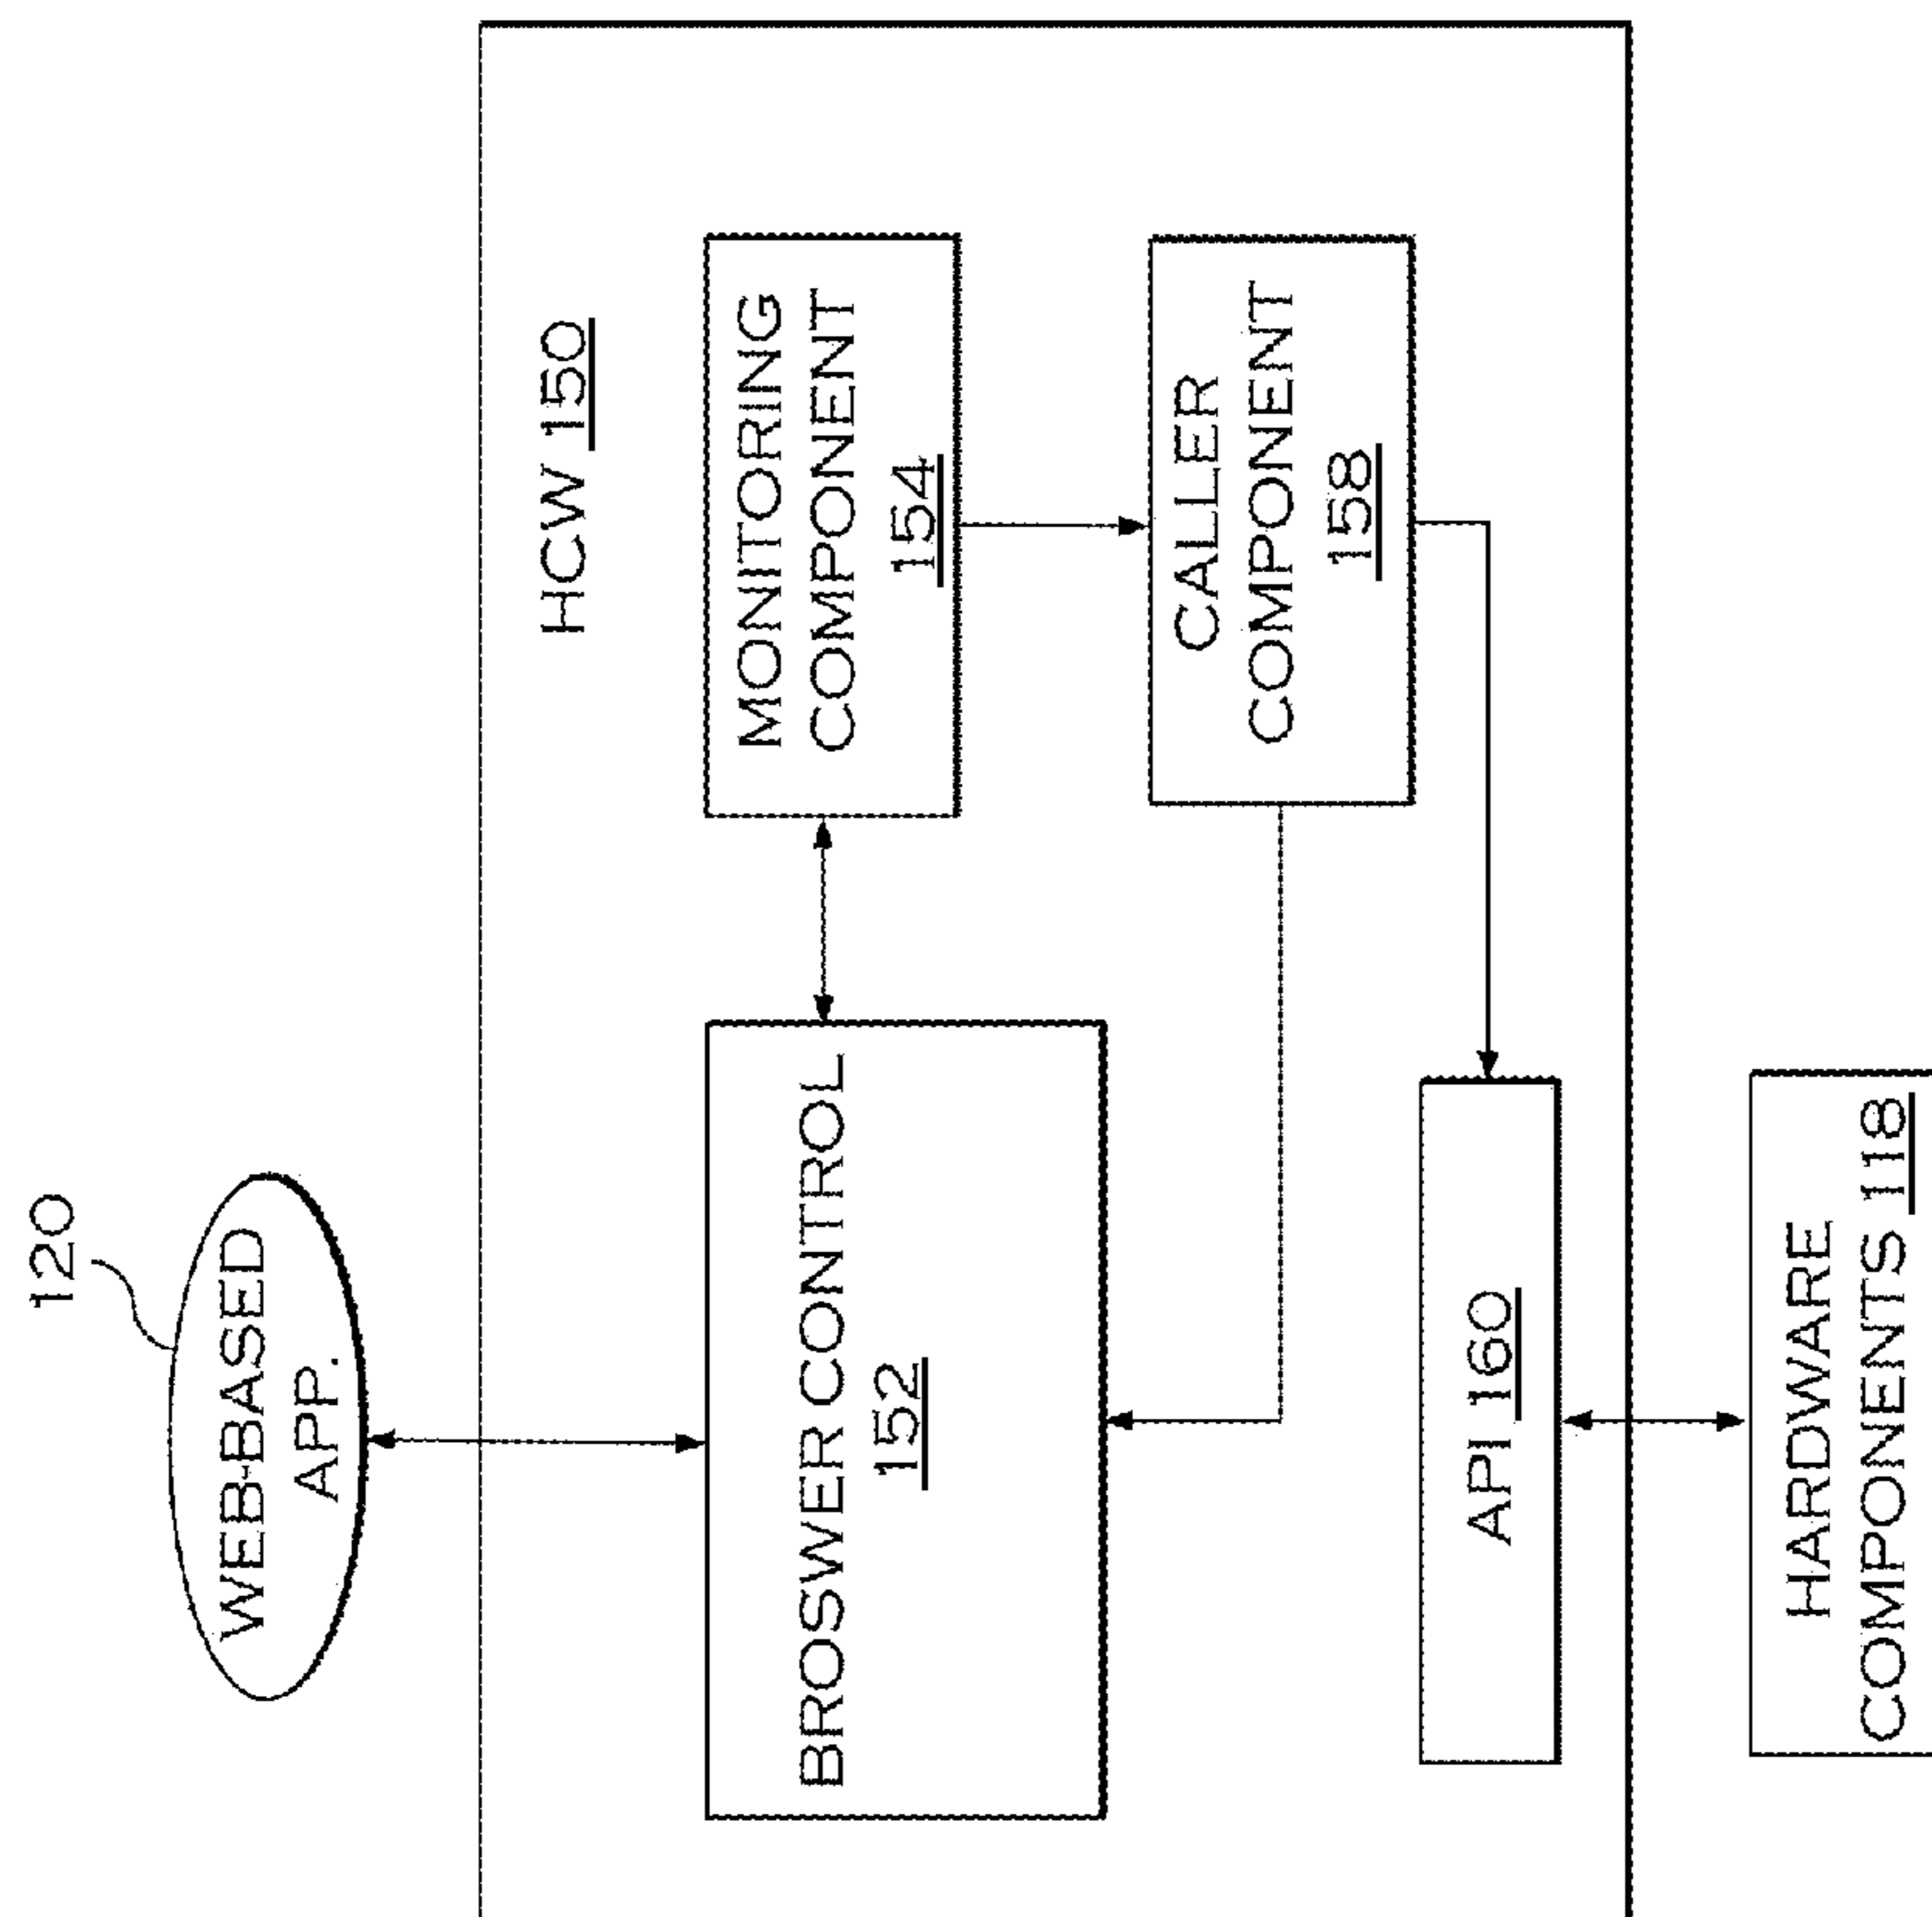 120
WEB-BASED
APP.
HCW 150
BROSWER CONTROL
152
MONITORING
COMPONENT
154
CALLER
COMPONENT
158
API 160
HARDWARE
COMPONENTS 118